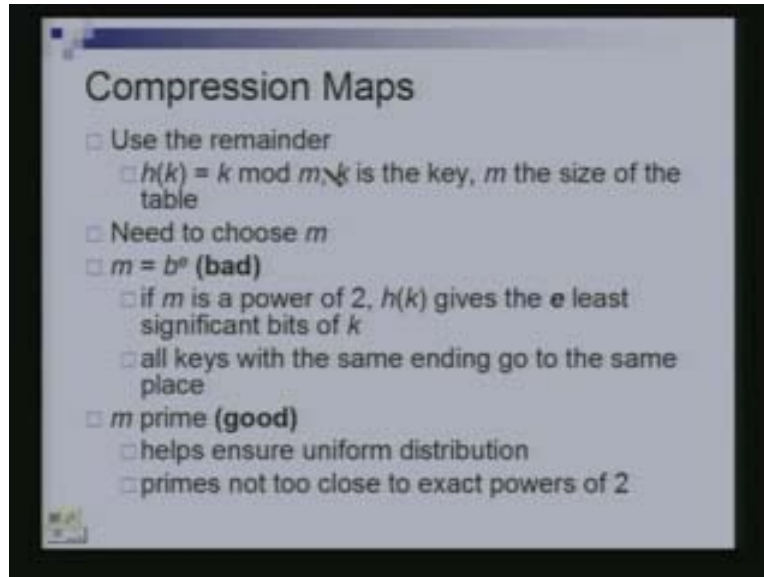 Compression Maps
Use the remainder
h(k) = k mod m, k is the key, m the size of the
table
Need to choose m
m = bᵉ (bad)
if m is a power of 2, h(k) gives the e least
significant bits of k
all keys with the same ending go to the same
place
m prime (good)
helps ensure uniform distribution
primes not too close to exact powers of 2